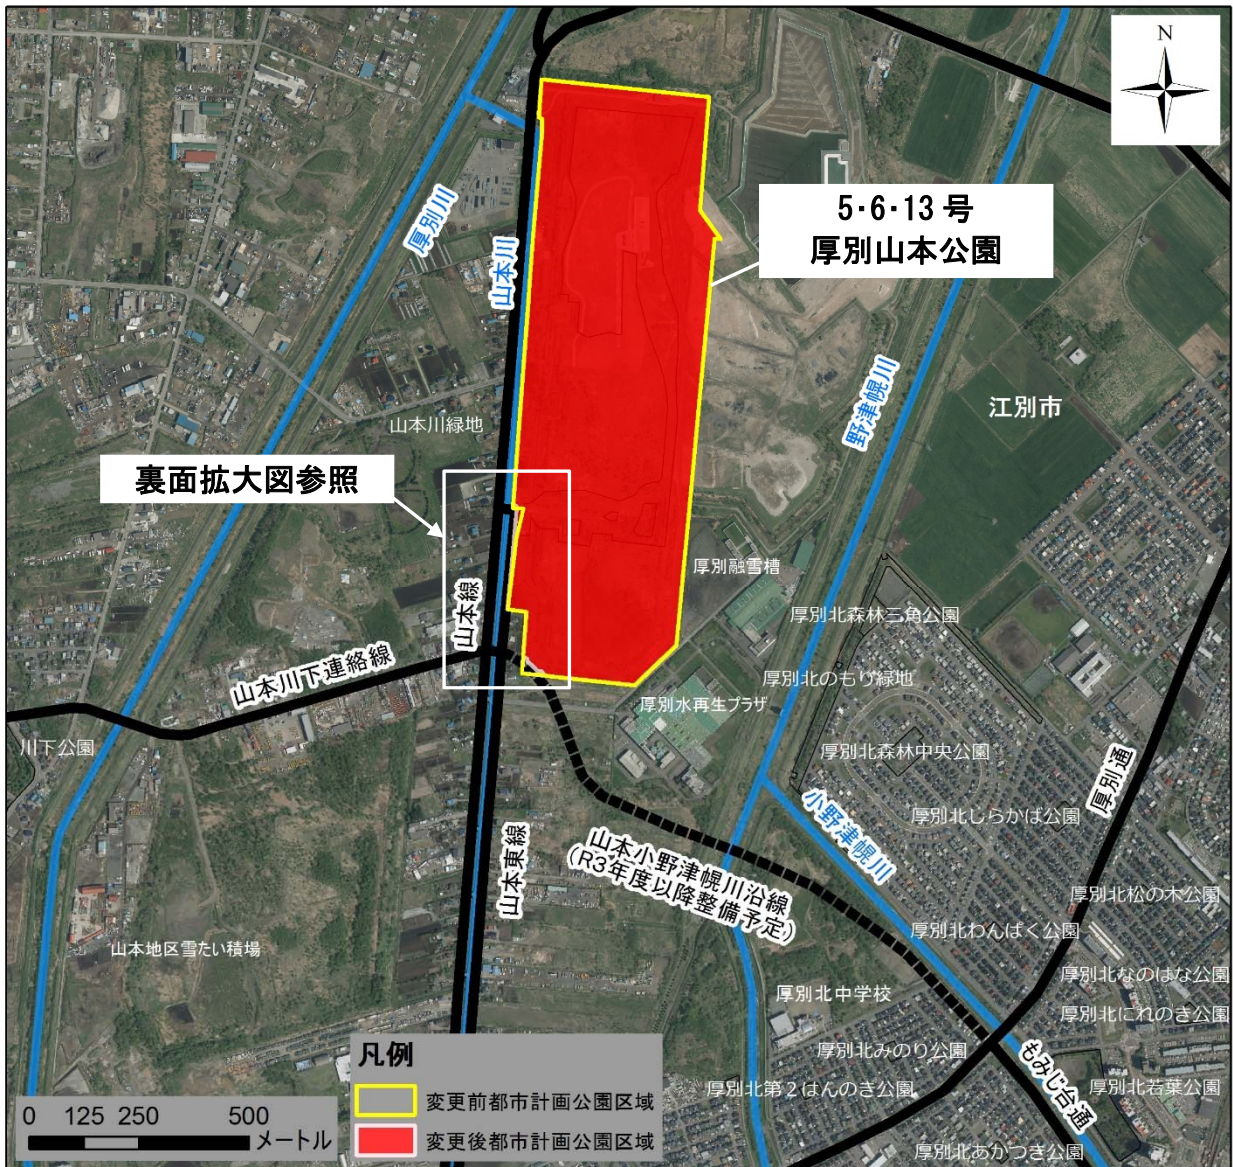 N
5・6・13 号
厚別山本公園
厚別川
山本川
野津幌川
江別市
山本川緑地
裏面拡大図参照
厚別融雪槽
厚別北森林三角公園
山本線
山本川下連絡線
厚別北のもり緑地
厚別水再生プラザ
川下公園
厚別北森林中央公園
厚別通
小野津幌川
厚別北しらかば公園
山本東線
山本小野津幌川沿線
（R3年度以降整備予定）
厚別北松の木公園
厚別北わんぱく公園
山本地区雪たい積場
厚別北なのはな公園
厚別北中学校
厚別北にれのき公園
厚別北みのり公園
もみじ台通
厚別北第２はんのき公園
厚別北若葉公園
厚別北あかつき公園
凡例
変更前都市計画公園区域
変更後都市計画公園区域
0 125 250 500
メートル